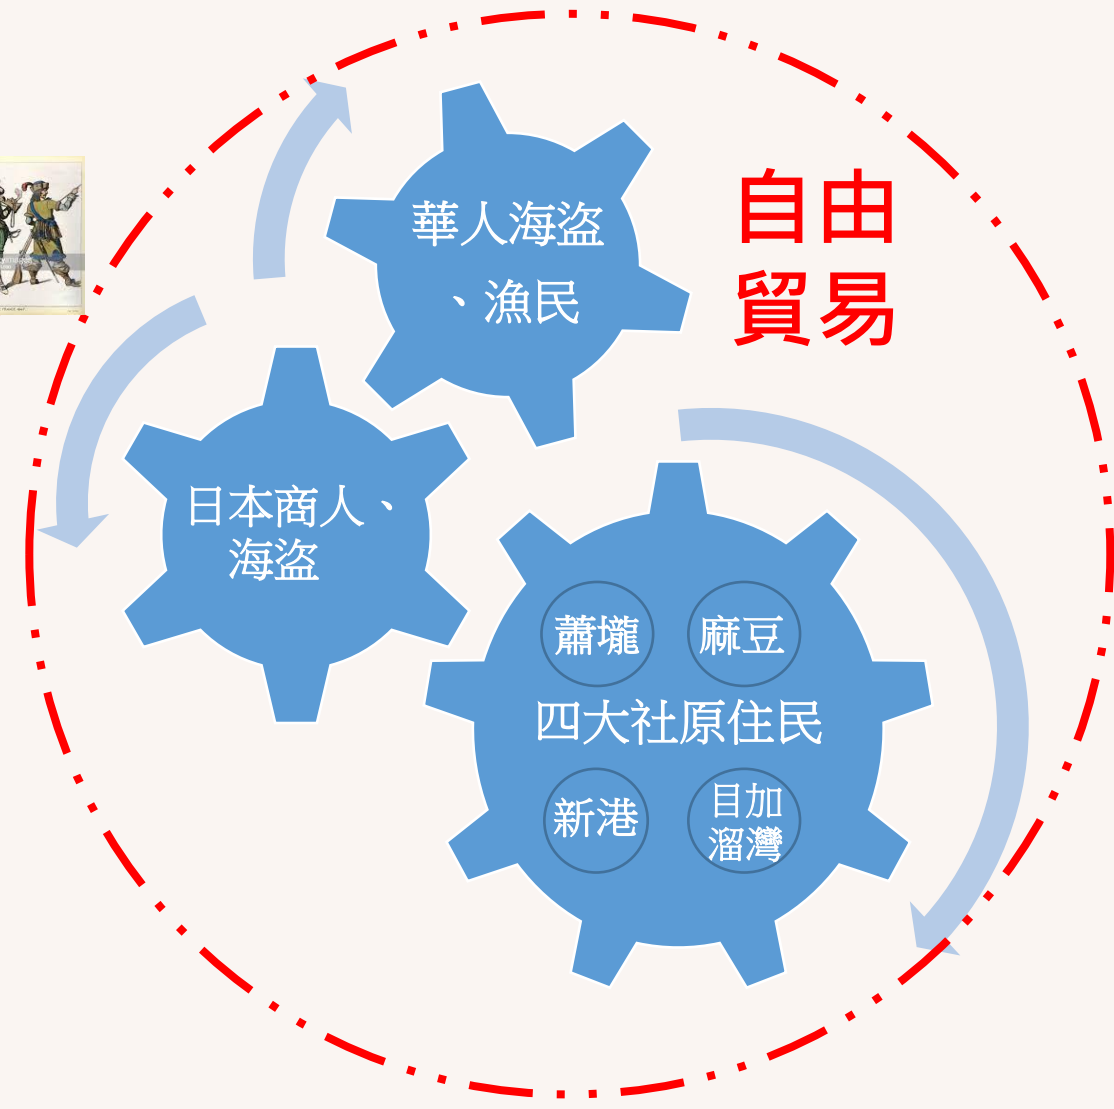 華人海盜
、漁民
自由
貿易
日本商人、
海盜
蕭壠
麻豆
四大社原住民
新港
目加
溜灣